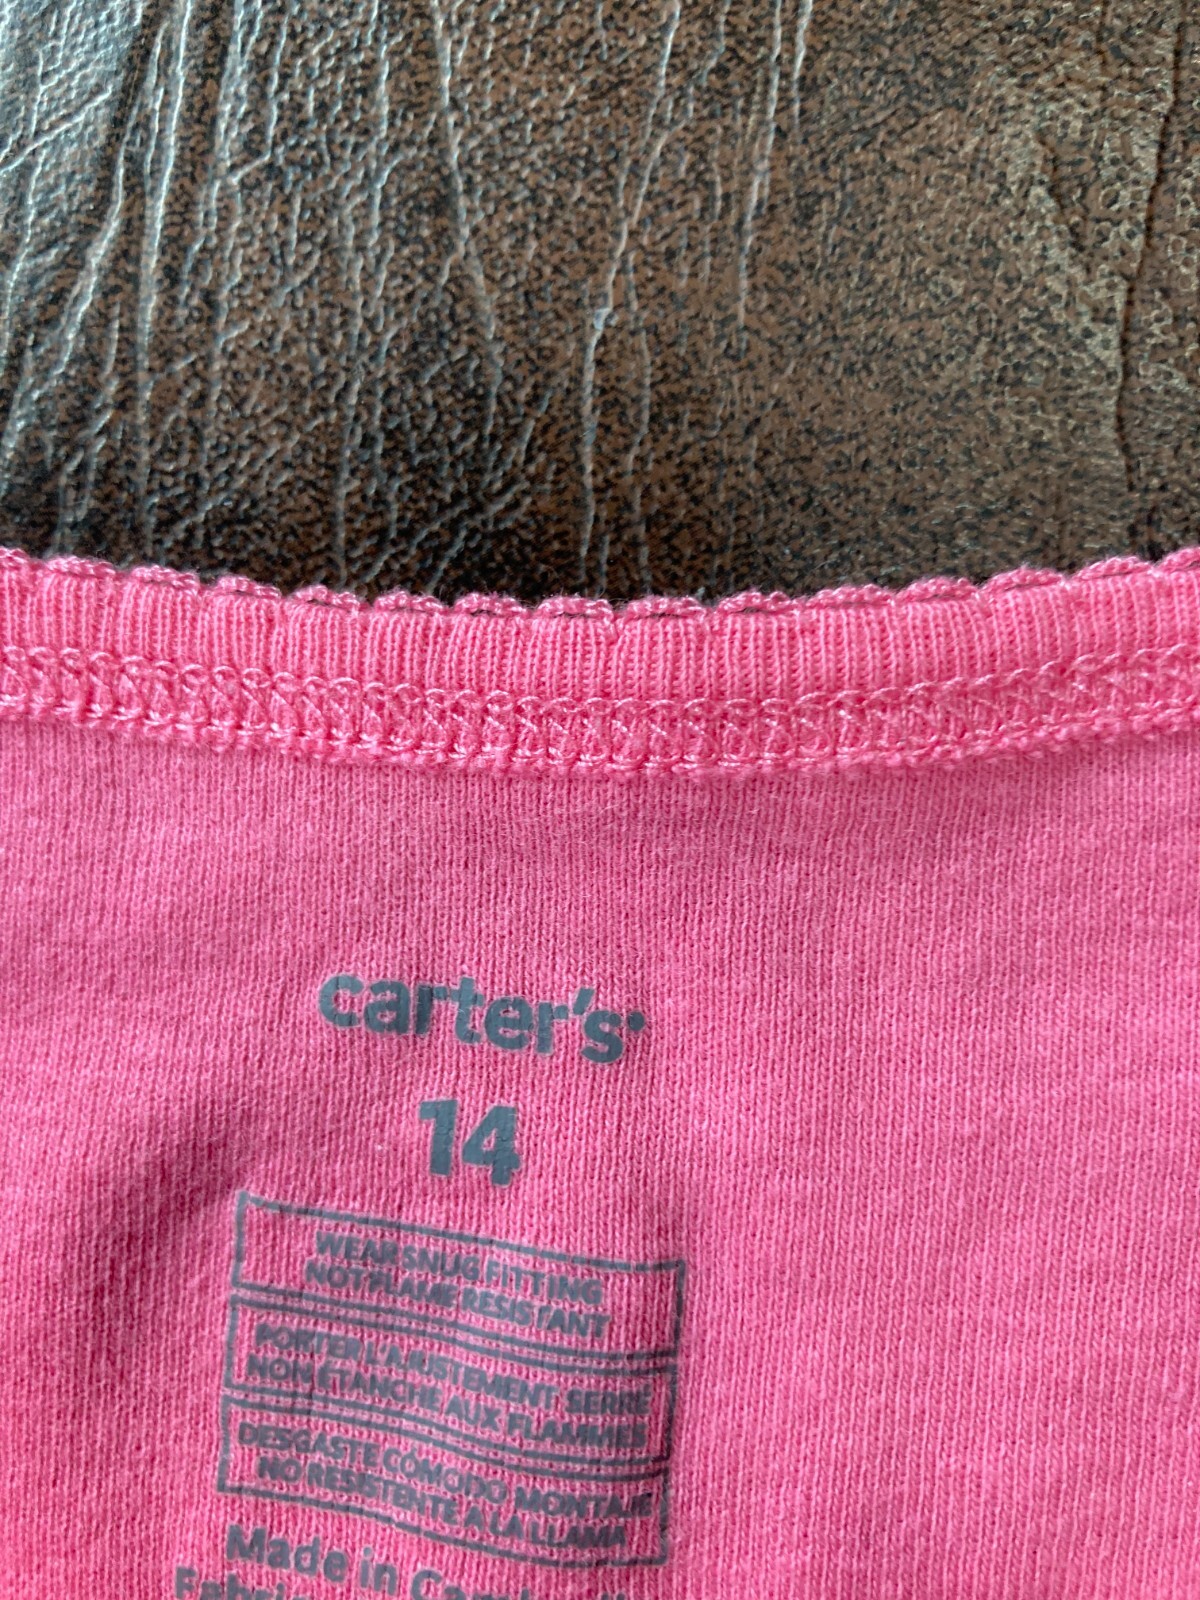 carter's
14
WEAR SNUG FITTING
NOT FLAME RESISTANT
PORTER L'AJUSTEMENT SERRÉ
NON ÉTANCHE AUX FLAMMES
DESGASTE CÓMODO MONTAJE
NO RESISTENTE A LA LLAMA
Made in